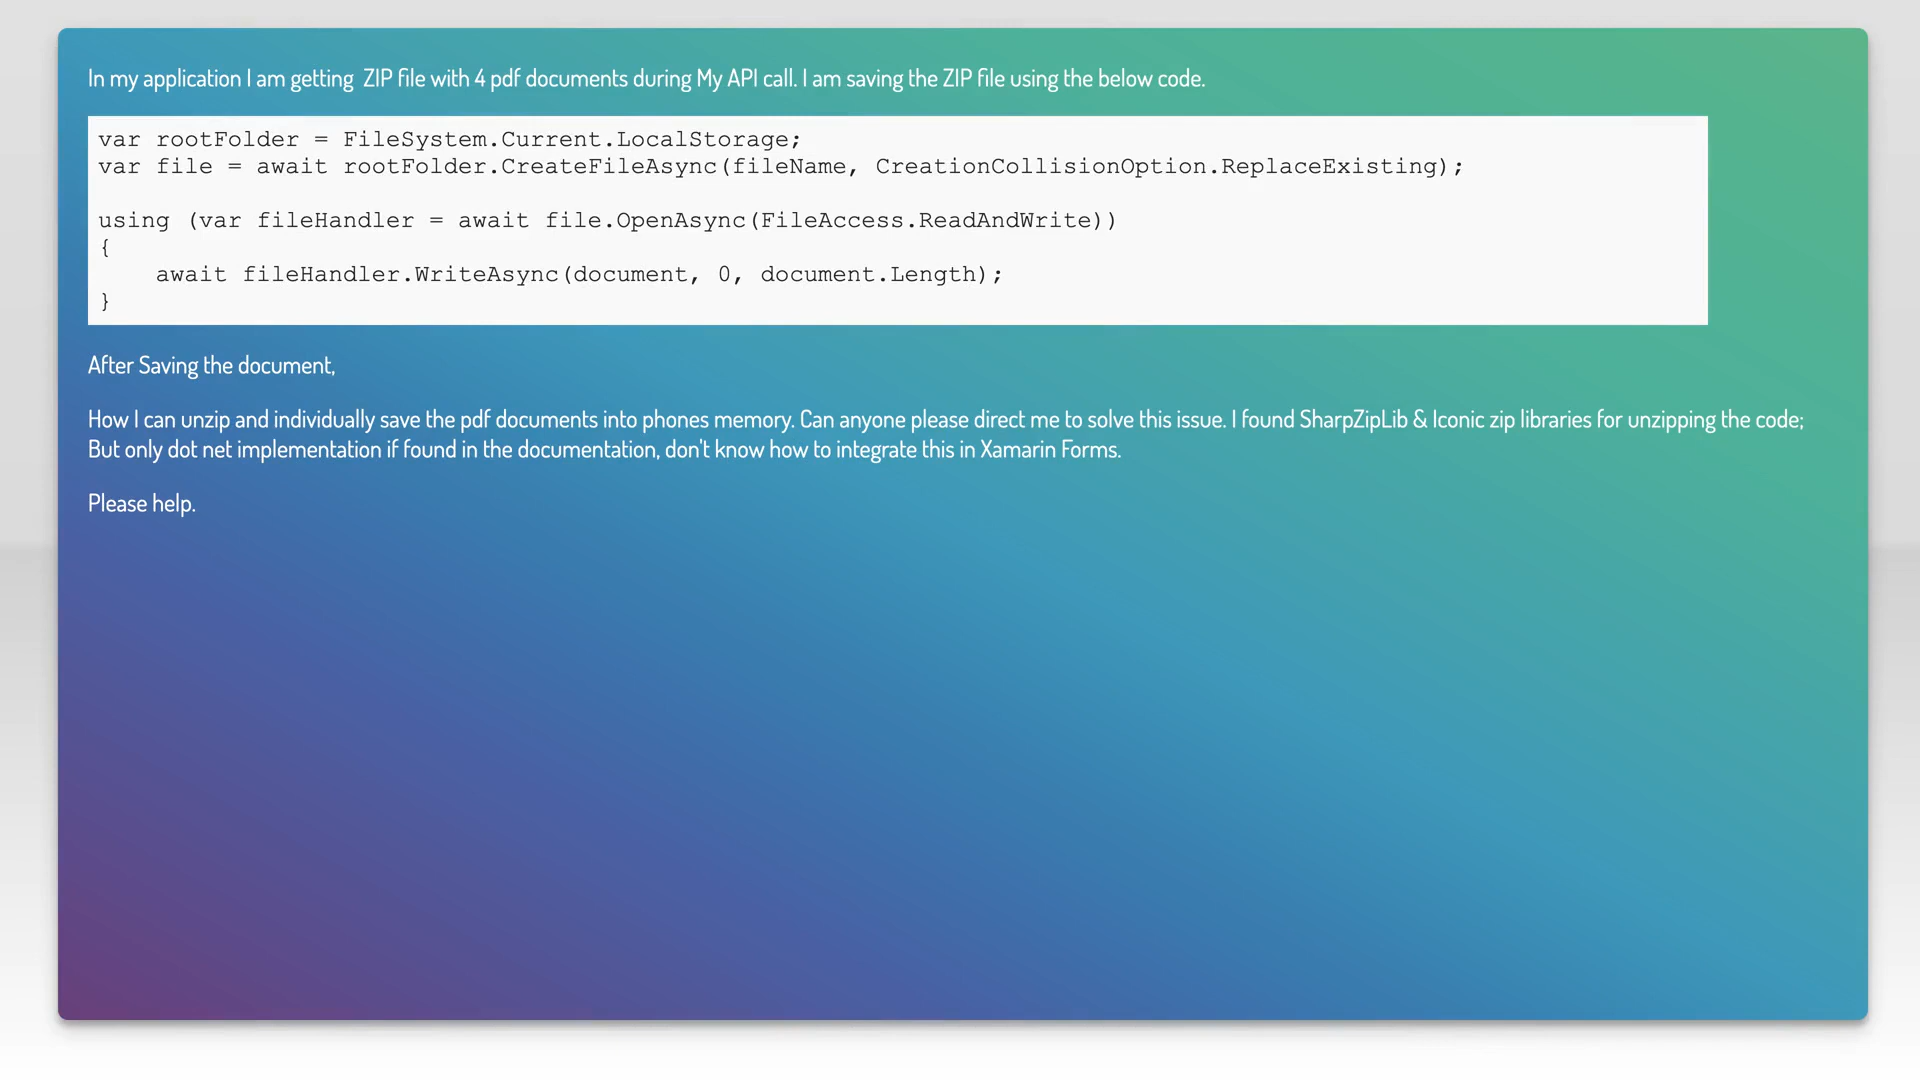 In my application I am getting  ZIP file with 4 pdf documents during My API call. I am saving the ZIP file using the below code.
var rootFolder = FileSystem.Current.LocalStorage;
var file = await rootFolder.CreateFileAsync(fileName, CreationCollisionOption.ReplaceExisting);
using (var fileHandler = await file.OpenAsync(FileAccess.ReadAndWrite))
{
    await fileHandler.WriteAsync(document, 0, document.Length);
}
After Saving the document,
How I can unzip and individually save the pdf documents into phones memory. Can anyone please direct me to solve this issue. I found SharpZipLib & Iconic zip libraries for unzipping the code;
But only dot net implementation if found in the documentation, don't know how to integrate this in Xamarin Forms.
Please help.